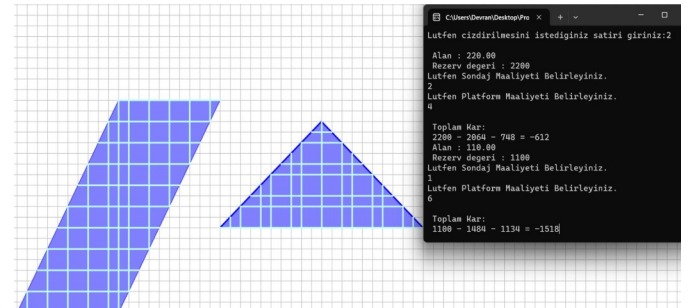 C:\Users\Devran\Desktop\Pro
Lutfen cizdirilmesini istediginiz satiri giriniz:2
Alan : 220.00
Rezerv degeri : 2200
Lutfen Sondaj Maaliyeti Belirleyiniz.
2
Lutfen Platform Maaliyeti Belirleyiniz.
4
Toplam Kar:
2200 - 2064 - 748 = -612
Alan : 110.00
Rezerv degeri : 1100
Lutfen Sondaj Maaliyeti Belirleyiniz.
1
Lutfen Platform Maaliyeti Belirleyiniz.
6
Toplam Kar:
1100 - 1484 - 1134 = -1518